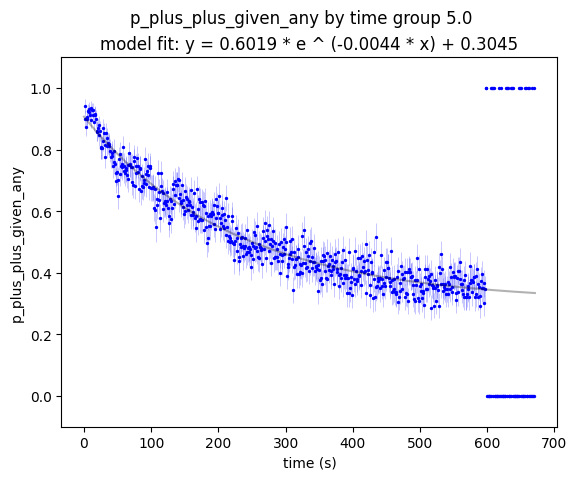 p_plus_plus_given_any by time group 5.0
model fit: y = 0.6019 * e ^ (-0.0044 * x) + 0.3045
1.0
0.8
0.6
0.4
0.2
0.0
p_plus_plus_given_any
0 100 200 300 400 500 600 700
time (s)